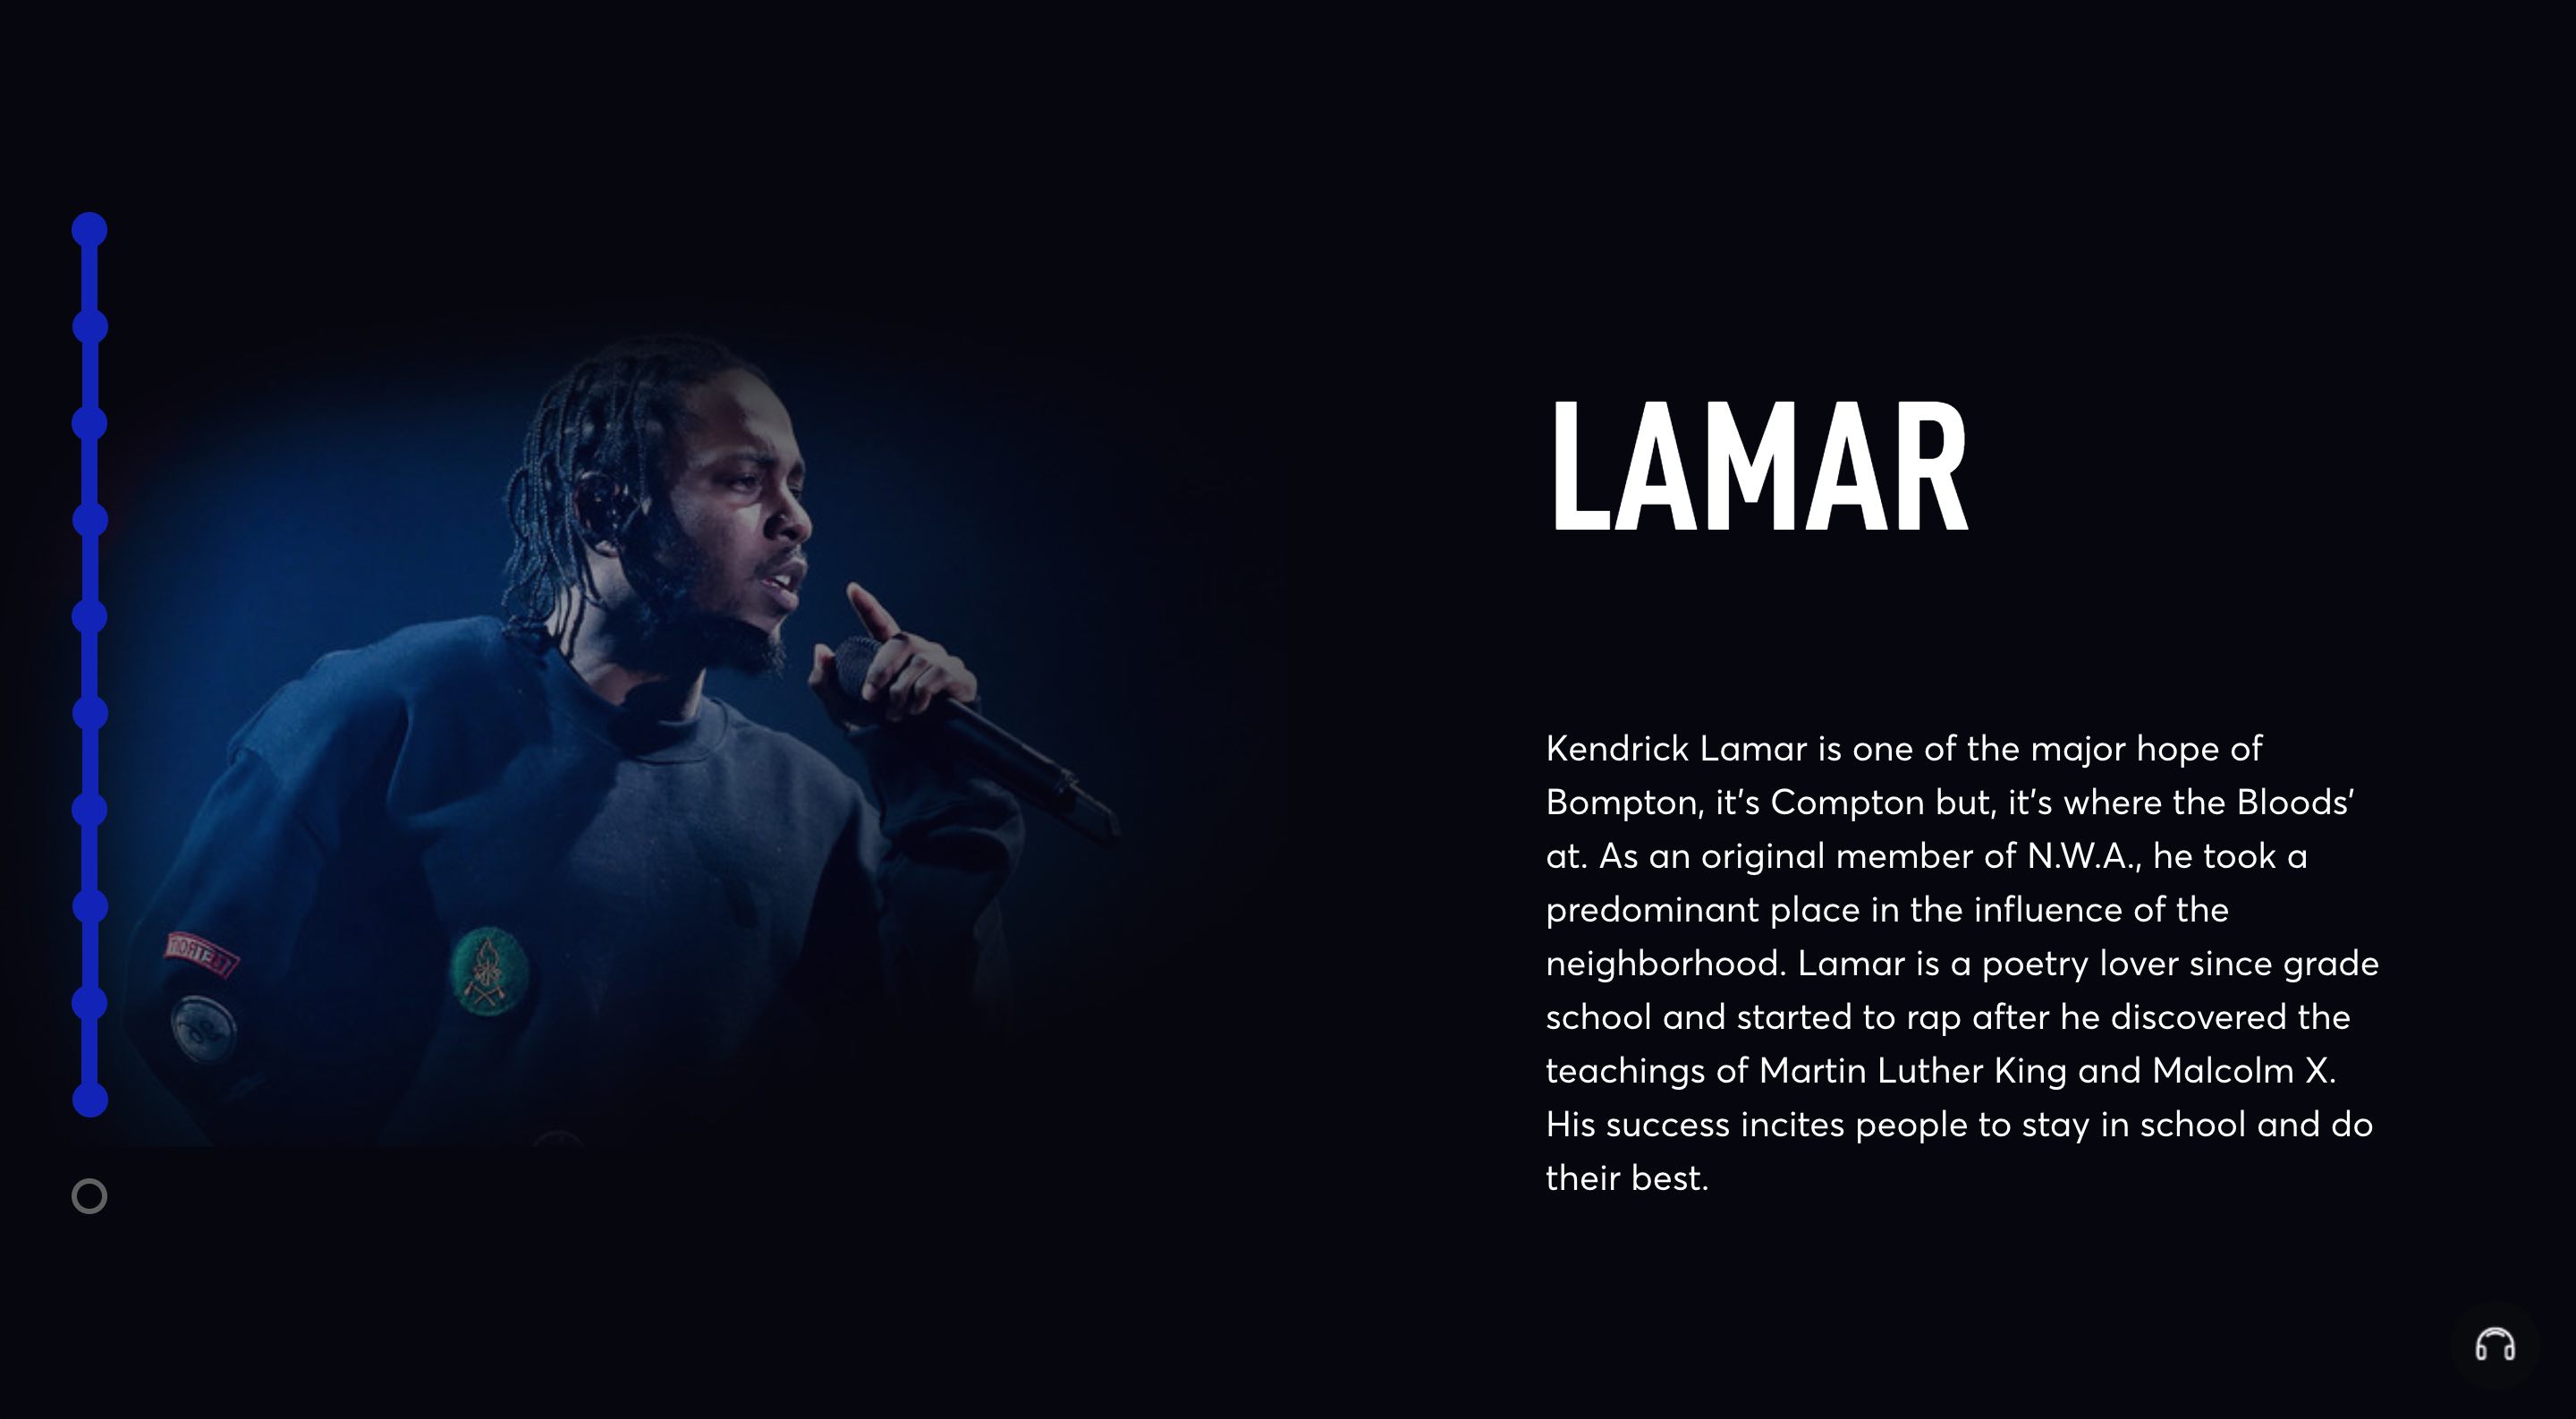 LAMAR
Kendrick Lamar is one of the major hope of
Bompton, it's Compton but, it's where the Bloods'
at. As an original member of N.W.A., he took a
predominant place in the influence of the
neighborhood. Lamar is a poetry lover since grade
school and started to rap after he discovered the
teachings of Martin Luther King and Malcolm X.
His success incites people to stay in school and do
their best.